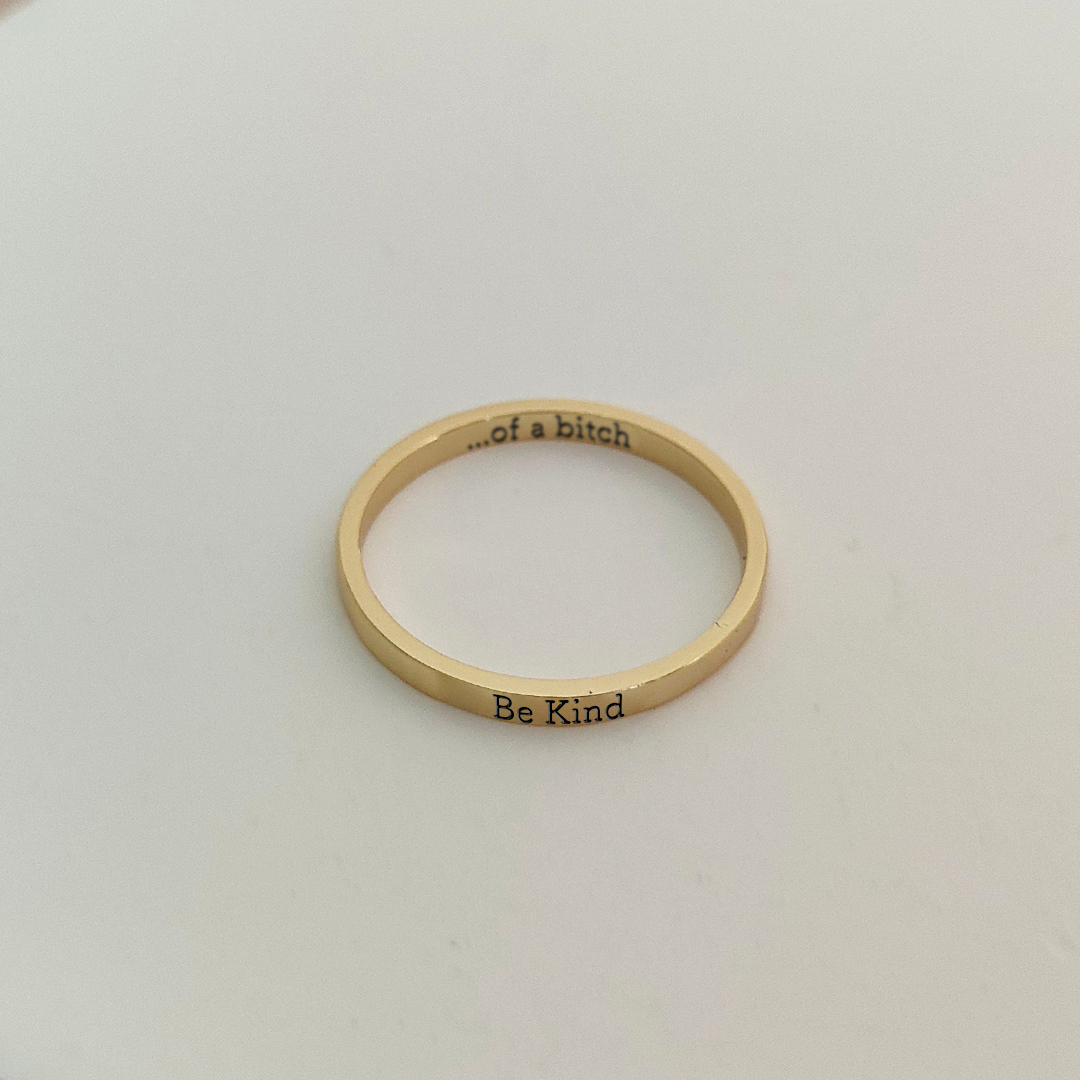 ...of a bitch
Be Kind